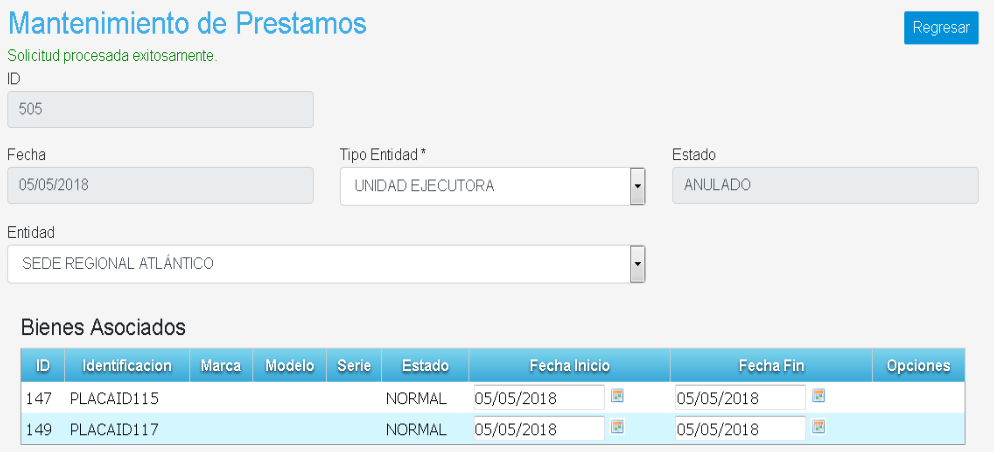 Mantenimiento de Prestamos
Regresar
Solicitud procesada exitosamente.
ID
505
Fecha Tipo Entidad * Estado
05/05/2018 UNIDAD EJECUTORA ANULADO
Entidad
SEDE REGIONAL ATLÁNTICO
Bienes Asociados
ID Identificacion Marca Modelo Serie Estado Fecha Inicio Fecha Fin Opciones
147 PLACAID115 NORMAL 05/05/2018 05/05/2018
149 PLACAID117 NORMAL 05/05/2018 05/05/2018